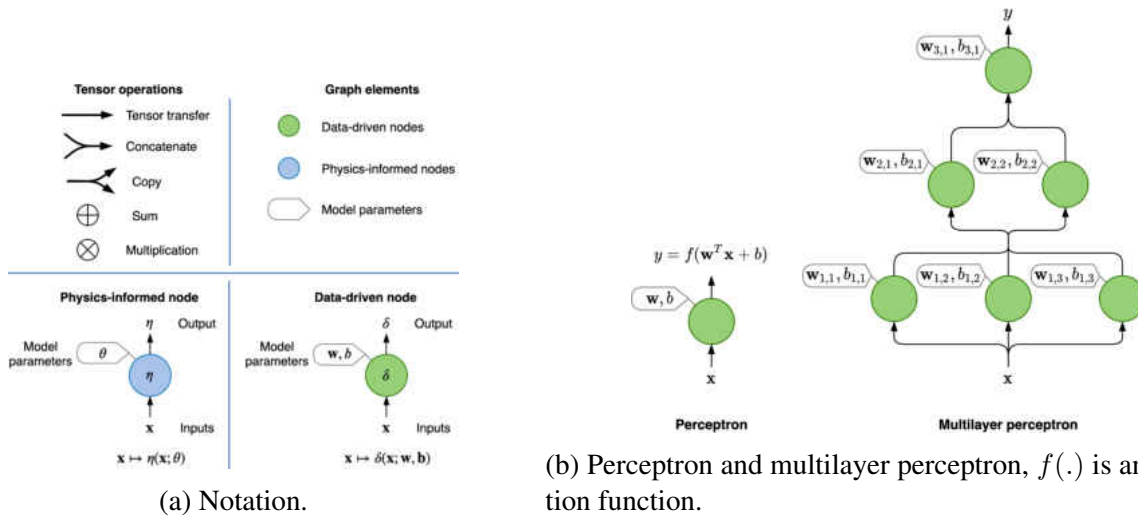 Tensor operations
Tensor transfer
Concatenate
Copy
Sum
Multiplication
Graph elements
Data-driven nodes
Physics-informed nodes
Model parameters
Physics-informed node
η Output
Model parameters
θ
η
x Inputs
x ↦ η(x; θ)
Data-driven node
δ Output
Model parameters
w, b
δ
x Inputs
x ↦ δ(x; w, b)
(a) Notation.
y = f(wᵀx + b)
w, b
x
Perceptron
y
w₃,₁, b₃,₁
w₂,₁, b₂,₁
w₂,₂, b₂,₂
w₁,₁, b₁,₁
w₁,₂, b₁,₂
w₁,₃, b₁,₃
x
Multilayer perceptron
(b) Perceptron and multilayer perceptron, f(.) is an
tion function.